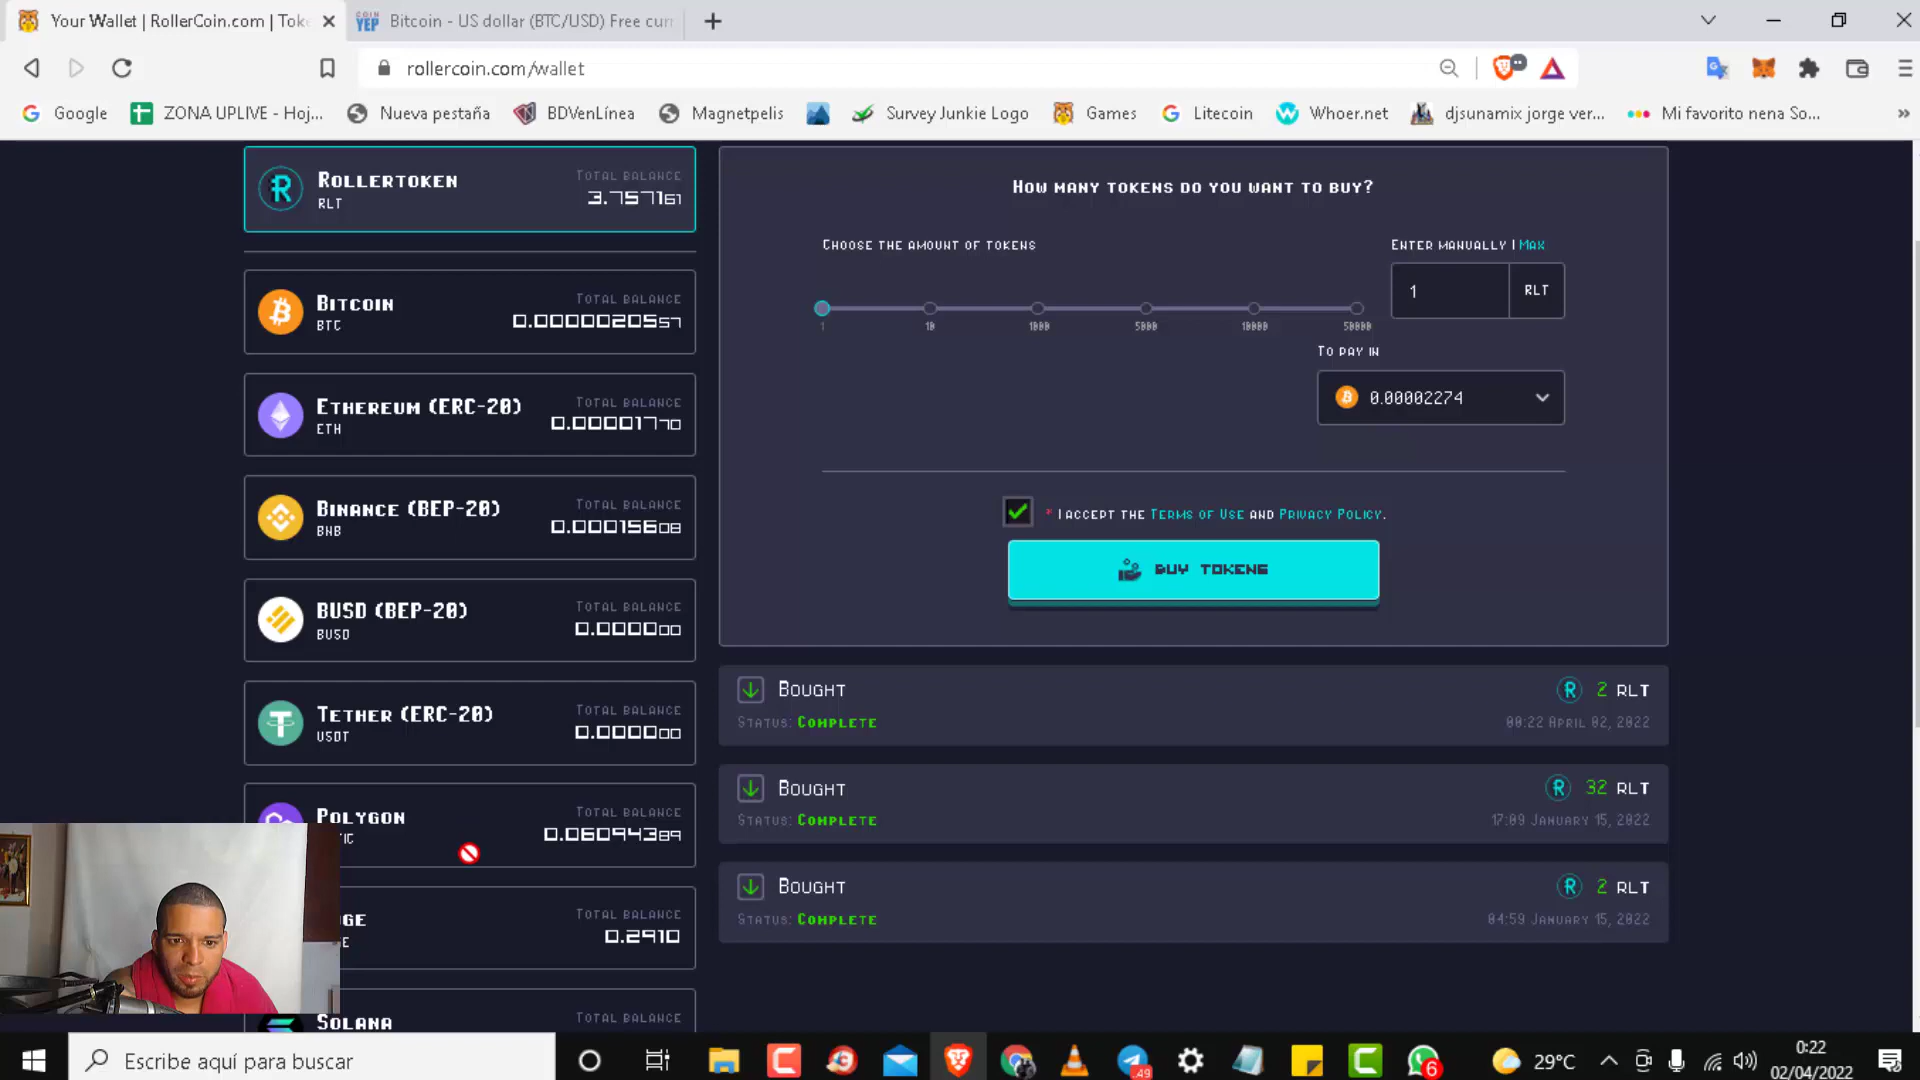 Your Wallet | RollerCoin.com | Tok
Bitcoin - US dollar (BTC/USD) Free curr
rollercoin.com/wallet
Google
ZONA UPLIVE - Hoj...
Nueva pestaña
BDVenLínea
Magnetpelis
Survey Junkie Logo
Games
Litecoin
Whoer.net
djsunamix jorge ver...
Mi favorito nena So...
Rollertoken
RLT
Total balance
3.757161
Bitcoin
BTC
Total balance
0.0000020557
Ethereum (ERC-20)
ETH
Total balance
0.00001770
Binance (BEP-20)
BNB
Total balance
0.00015608
BUSD (BEP-20)
BUSD
Total balance
0.000000
Tether (ERC-20)
USDT
Total balance
0.000000
Polygon
IC
Total balance
0.06094389
GE
E
Total balance
0.2910
Solana
Total balance
How many tokens do you want to buy?
Choose the amount of tokens
1
10
1000
5000
10000
50000
Enter manually | Max
1
RLT
To pay in
0.00002274
* I accept the Terms of Use and Privacy Policy.
Buy tokens
Bought
2 RLT
Status: Complete
00:22 April 02, 2022
Bought
32 RLT
Status: Complete
17:09 January 15, 2022
Bought
2 RLT
Status: Complete
04:59 January 15, 2022
Escribe aquí para buscar
.49
6
29°C
0:22
02/04/2022